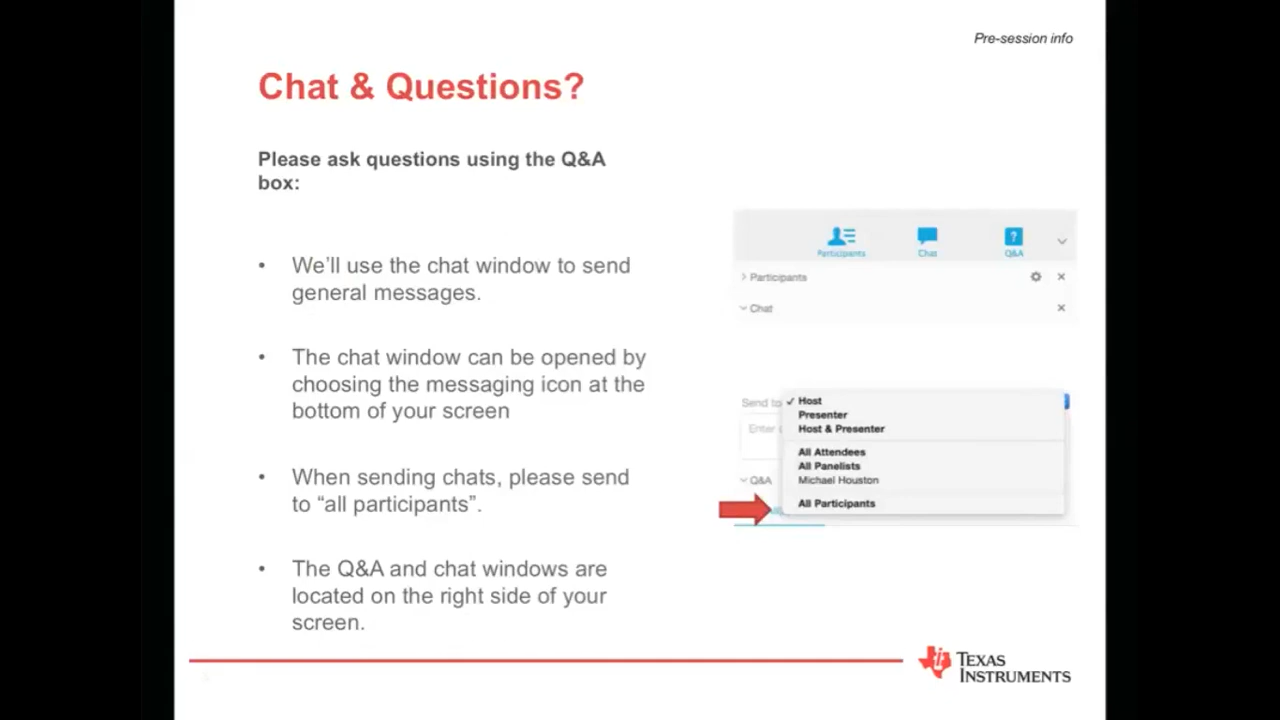 Pre-session info
Chat & Questions?
Please ask questions using the Q&A
box:
• We'll use the chat window to send
general messages.
• The chat window can be opened by
choosing the messaging icon at the
bottom of your screen
• When sending chats, please send
to “all participants”.
• The Q&A and chat windows are
located on the right side of your
screen.
Participants Chat Q&A
Participants
Chat
Send to
Host
Presenter
Host & Presenter
Enter
All Attendees
All Panelists
Q&A
Michael Houston
All Participants
TEXAS
INSTRUMENTS